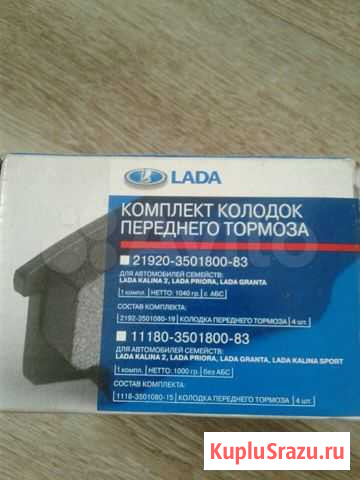 LADA
КОМПЛЕКТ КОЛОДОК
ПЕРЕДНЕГО ТОРМОЗА
21920-3501800-83
ДЛЯ АВТОМОБИЛЕЙ СЕМЕЙСТВ:
LADA KALINA 2, LADA PRIORA, LADA GRANTA
1 компл. НЕТТО: 1040 гр. с АБС
СОСТАВ КОМПЛЕКТА:
2192-3501080-19 КОЛОДКА ПЕРЕДНЕГО ТОРМОЗА 4 шт.
11180-3501800-83
ДЛЯ АВТОМОБИЛЕЙ СЕМЕЙСТВ:
LADA KALINA 2, LADA PRIORA, LADA GRANTA, LADA KALINA SPORT
1 компл. НЕТТО: 1000 гр. без АБС
СОСТАВ КОМПЛЕКТА:
1118-3501080-15 КОЛОДКА ПЕРЕДНЕГО ТОРМОЗА 4 шт.
Avito
KupluSrazu.ru